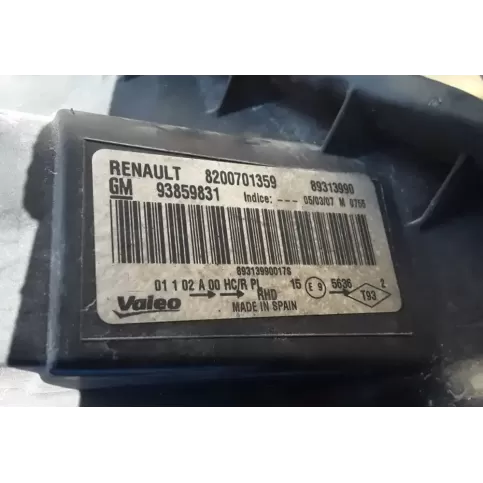 RENAULT 8200701359 89313990
GM 93859831 Indice: --- 05/03/07 M 0766
89313990017S
01 1 02 A 00 HC/R PL 15 E9 5636 2
Valeo RHD T93
MADE IN SPAIN